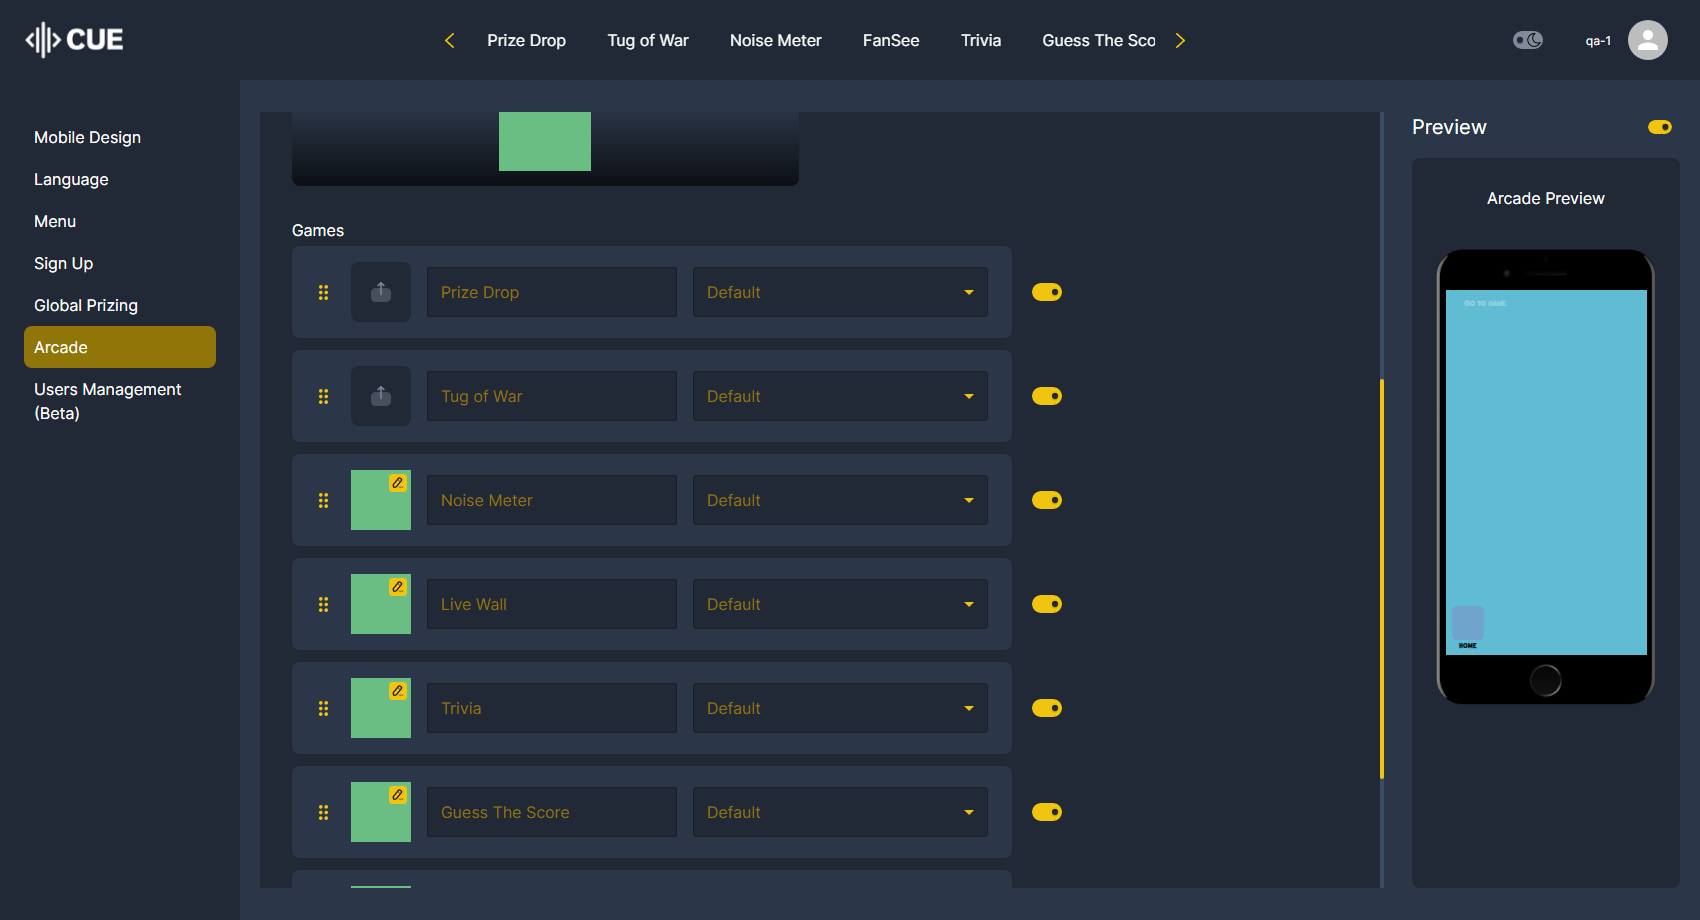 CUE
Prize Drop
Tug of War
Noise Meter
FanSee
Trivia
Guess The Sco
qa-1
Mobile Design
Language
Menu
Sign Up
Global Prizing
Arcade
Users Management
(Beta)
Games
Prize Drop
Default
Tug of War
Default
Noise Meter
Default
Live Wall
Default
Trivia
Default
Guess The Score
Default
Preview
Arcade Preview
GO TO GAME
HOME